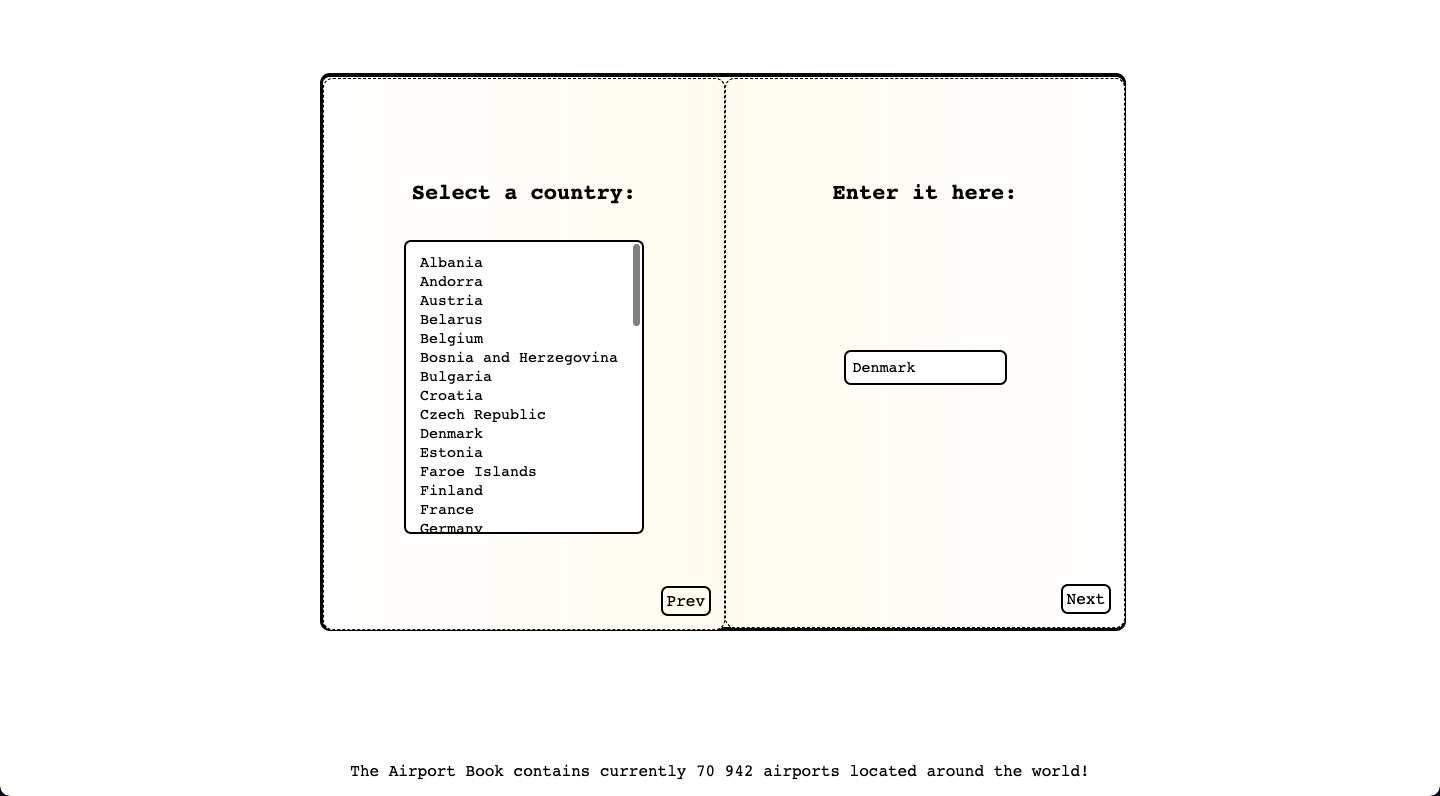 Select a country:
Albania
Andorra
Austria
Belarus
Belgium
Bosnia and Herzegovina
Bulgaria
Croatia
Czech Republic
Denmark
Estonia
Faroe Islands
Finland
France
Germany
Prev
Enter it here:
Denmark
Next
The Airport Book contains currently 70 942 airports located around the world!